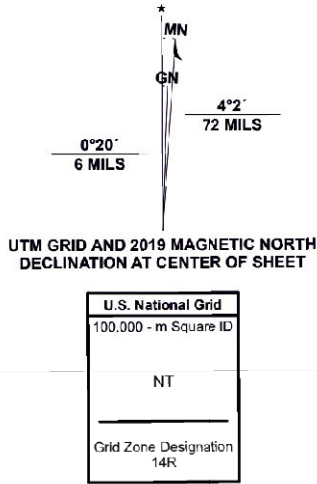 ★
MN
GN
4°2´
72 MILS
0°20´
6 MILS
UTM GRID AND 2019 MAGNETIC NORTH
DECLINATION AT CENTER OF SHEET
U.S. National Grid
100,000 - m Square ID
NT
Grid Zone Designation
14R